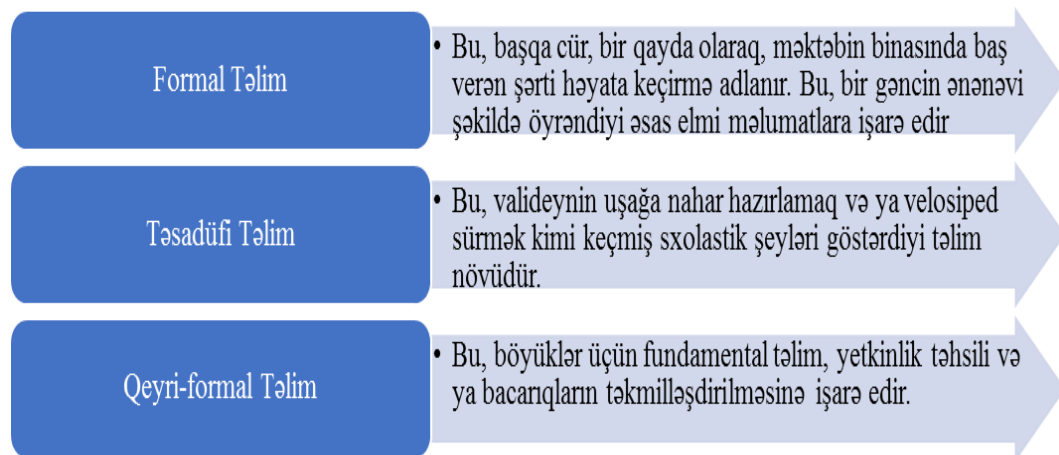 Formal Təlim
• Bu, başqa cür, bir qayda olaraq, məktəbin binasında baş
verən şərti həyata keçirmə adlanır. Bu, bir gəncin ənənəvi
şəkildə öyrəndiyi əsas elmi məlumatlara işarə edir
Təsadüfi Təlim
• Bu, valideynin uşağa nahar hazırlamaq və ya velosiped
sürmək kimi keçmiş sxolastik şeyləri göstərdiyi təlim
növüdür.
Qeyri-formal Təlim
• Bu, böyüklər üçün fundamental təlim, yetkinlik təhsili və
ya bacarıqların təkmilləşdirilməsinə işarə edir.